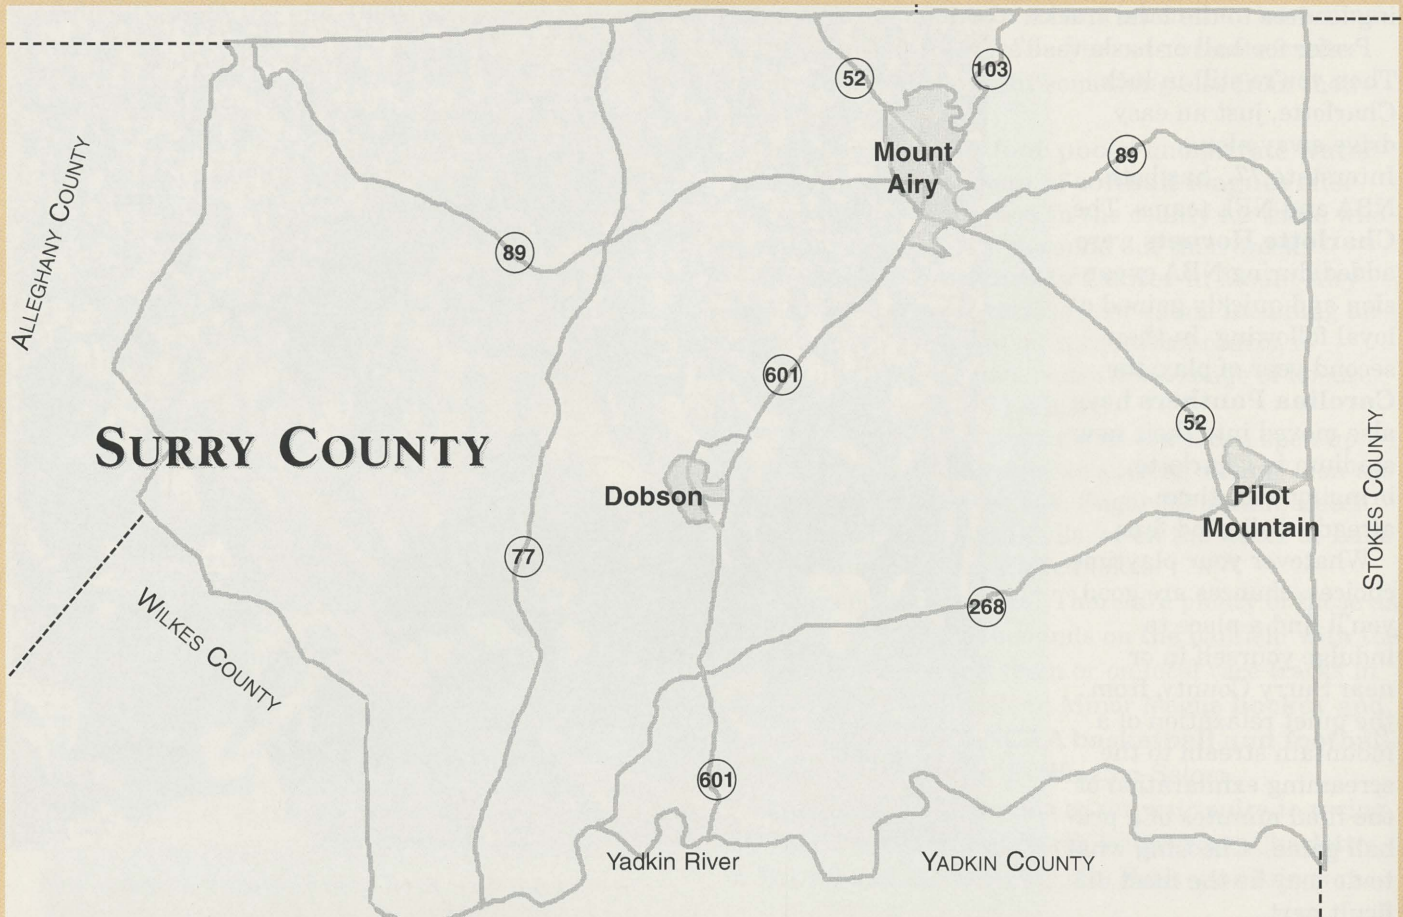 52
103
Mount
Airy
89
ALLEGHANY COUNTY
89
601
52
SURRY COUNTY
Dobson
Pilot
Mountain
STOKES COUNTY
77
WILKES COUNTY
268
601
Yadkin River
YADKIN COUNTY